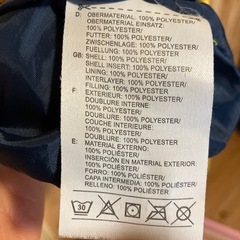 D: OBERMATERIAL: 100% POLYESTER/
OBERMATERIAL EINSATZ:
100% POLYESTER/
FUTTER: 100% POLYESTER/
ZWISCHENLAGE: 100% POLYESTER/
FUELLUNG: 100% POLYESTER
GB: SHELL: 100% POLYESTER/
SHELL INSERT: 100% POLYESTER/
LINING: 100% POLYESTER/
INTERLAYER: 100% POLYESTER/
FILLING: 100% POLYESTER
F: EXTERIEUR: 100% POLYESTER/
DOUBLURE INTERNE
100% POLYESTER/
DOUBLURE: 100% POLYESTER/
COUCHE INTERIEURE:
100% POLYESTER/
DOUBLURE: 100% POLYESTER
E: MATERIAL EXTERNO:
100% POLIÉSTER/
INSERCIÓN EN MATERIAL EXTERNO:
100% POLIÉSTER/
FORRO: 100% POLIÉSTER/
CAPA INTERMEDIA: 100% POLIÉSTER/
RELLENO: 100% POLIÉSTER
30